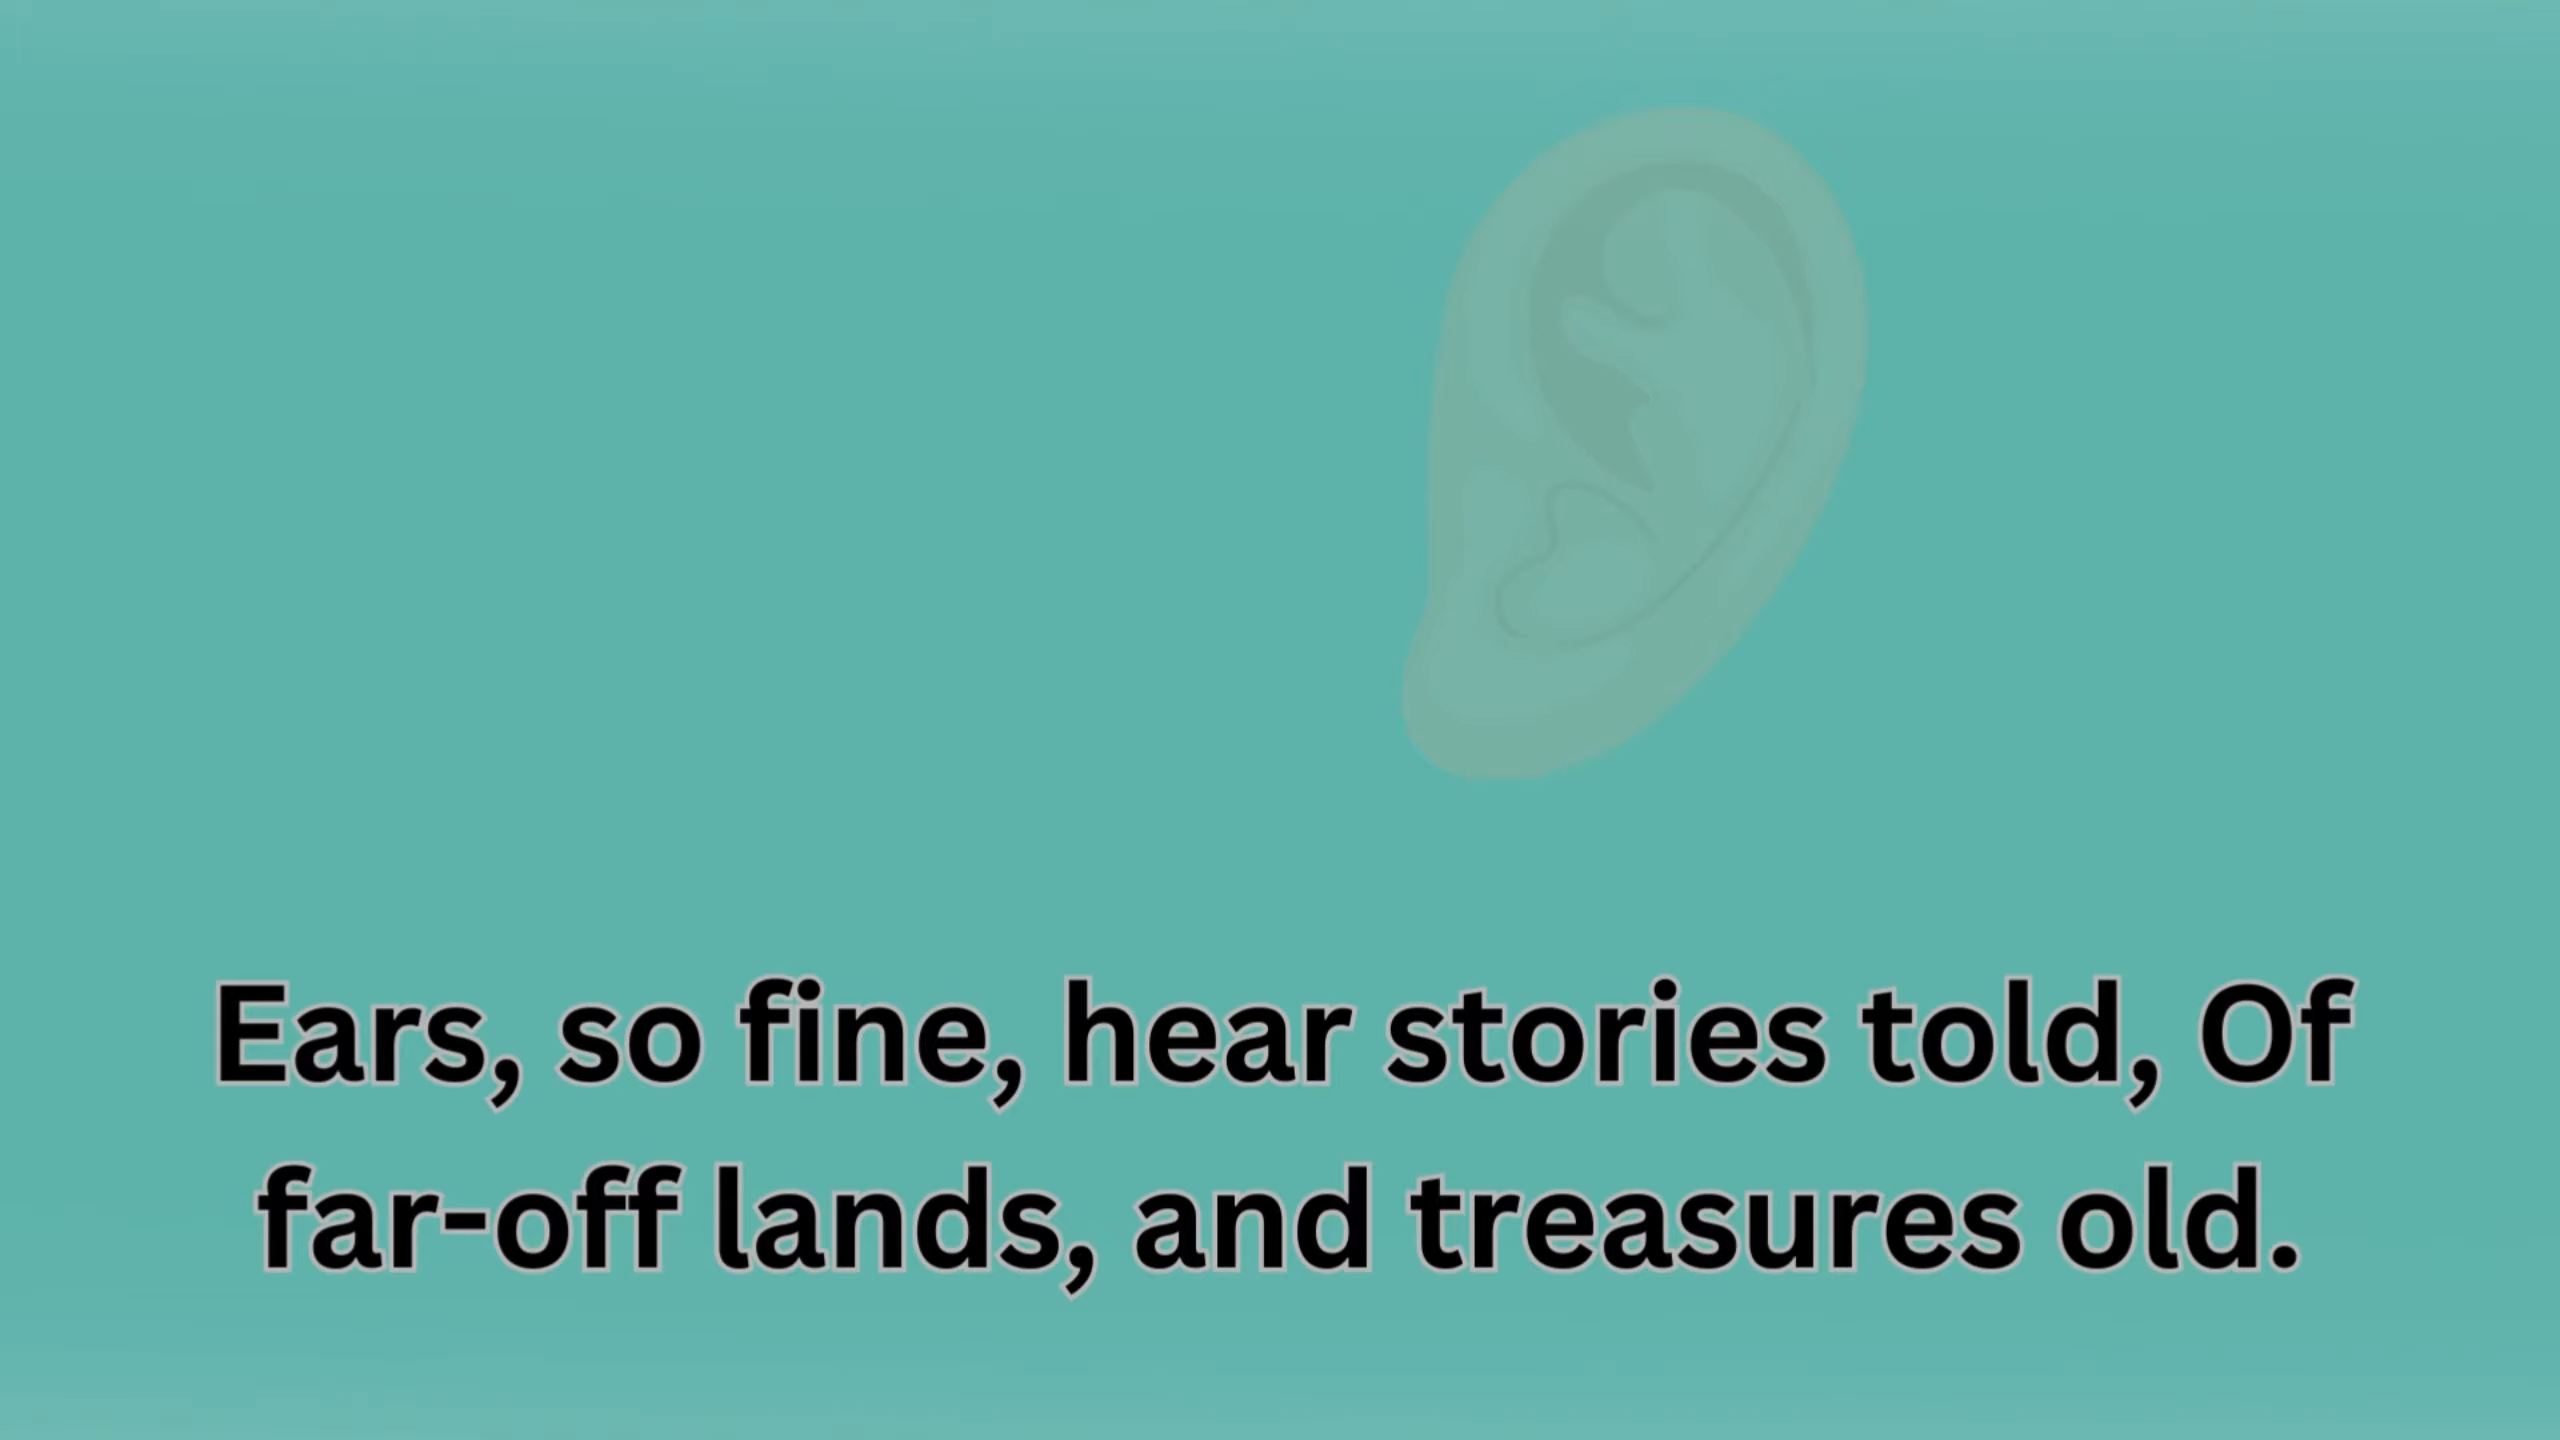 Ears, so fine, hear stories told, Of
far-off lands, and treasures old.